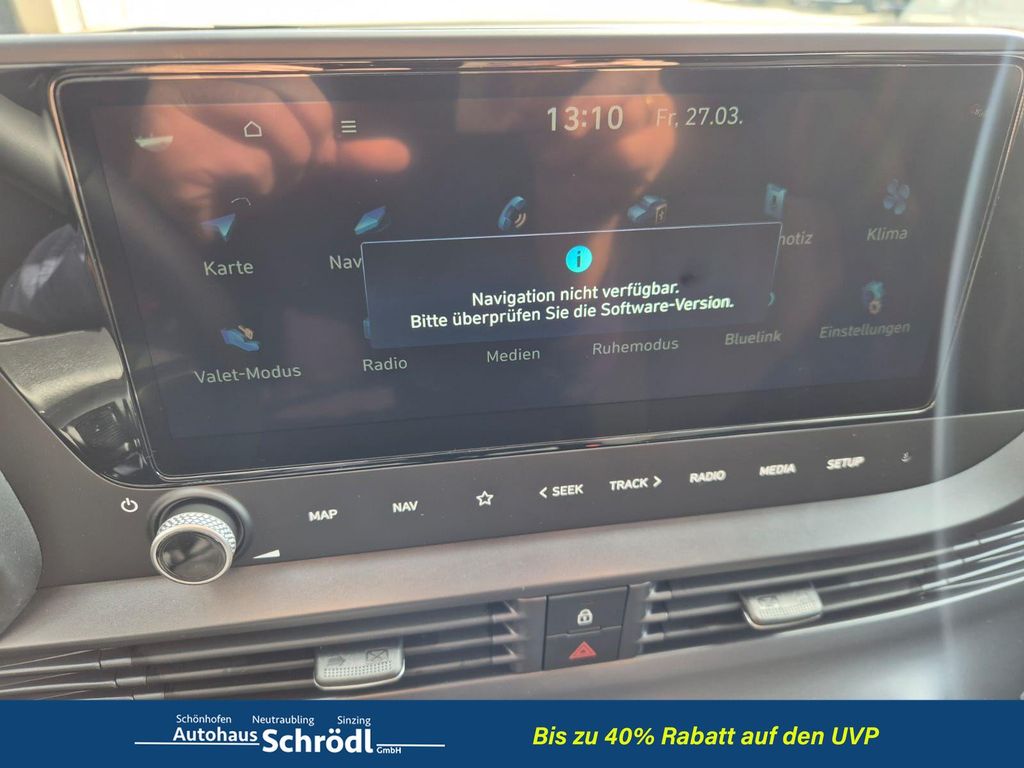 13:10 Fr, 27.03.
Karte
Nav
notiz
Klima
Navigation nicht verfügbar.
Bitte überprüfen Sie die Software-Version.
Valet-Modus
Radio
Medien
Ruhemodus
Bluelink
Einstellungen
MAP
NAV
< SEEK
TRACK >
RADIO
MEDIA
SETUP
Schönhofen Neutraubling Sinzing
Autohaus Schrödl GmbH
Bis zu 40% Rabatt auf den UVP